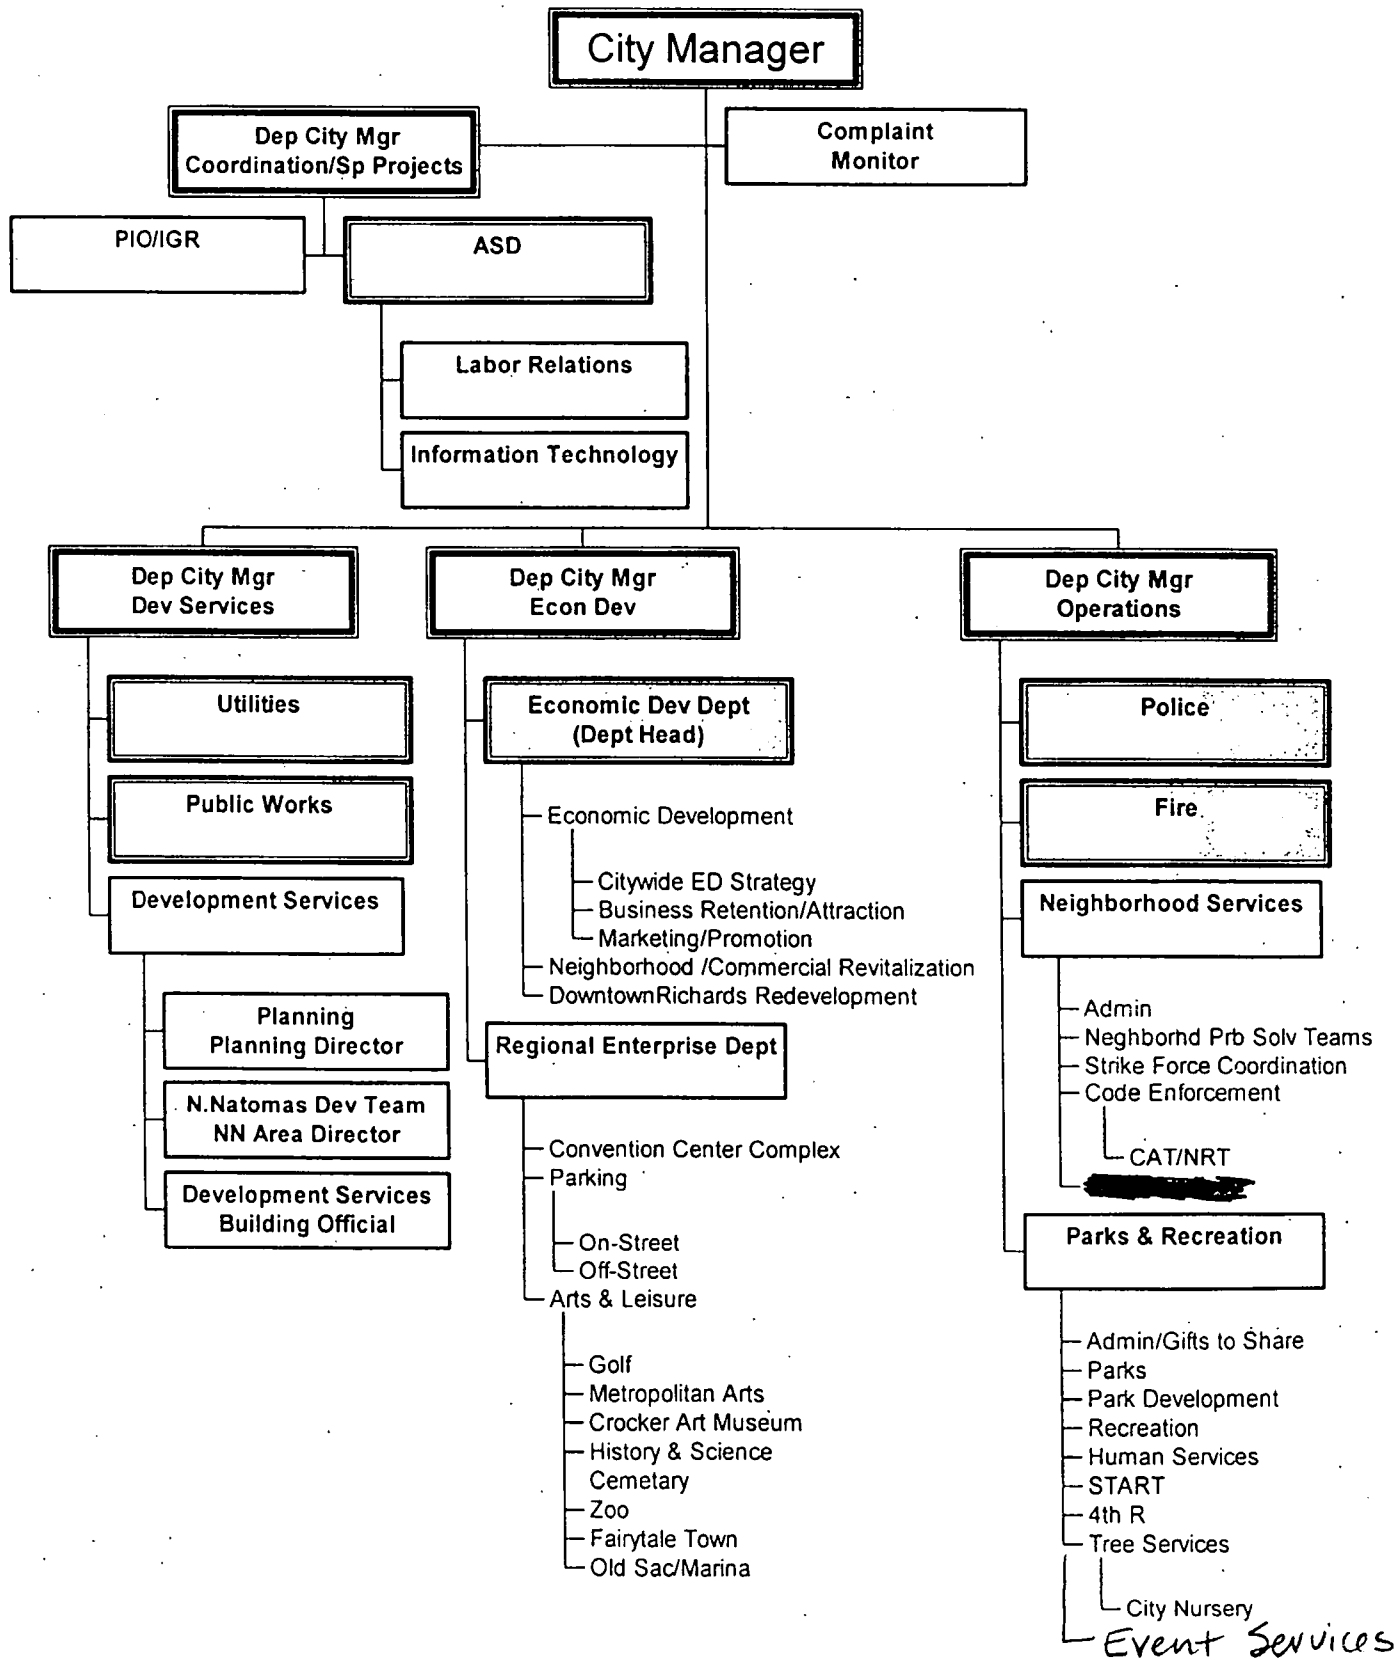 City Manager
Dep City Mgr
Coordination/Sp Projects
Complaint
Monitor
PIO/IGR
ASD
Labor Relations
Information Technology
Dep City Mgr
Dev Services
Utilities
Public Works
Development Services
Planning
Planning Director
N.Natomas Dev Team
NN Area Director
Development Services
Building Official
Dep City Mgr
Econ Dev
Economic Dev Dept
(Dept Head)
Economic Development
Citywide ED Strategy
Business Retention/Attraction
Marketing/Promotion
Neighborhood /Commercial Revitalization
DowntownRichards Redevelopment
Regional Enterprise Dept
Convention Center Complex
Parking
On-Street
Off-Street
Arts & Leisure
Golf
Metropolitan Arts
Crocker Art Museum
History & Science
Cemetary
Zoo
Fairytale Town
Old Sac/Marina
Dep City Mgr
Operations
Police
Fire
Neighborhood Services
Admin
Neghborhd Prb Solv Teams
Strike Force Coordination
Code Enforcement
CAT/NRT
Parks & Recreation
Admin/Gifts to Share
Parks
Park Development
Recreation
Human Services
START
4th R
Tree Services
City Nursery
Event Services